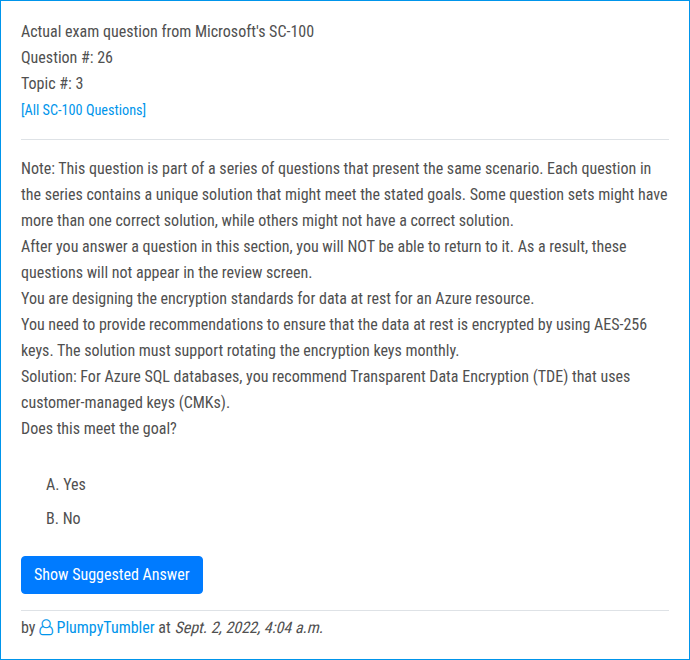 Actual exam question from Microsoft's SC-100
Question #: 26
Topic #: 3
[All SC-100 Questions]
Note: This question is part of a series of questions that present the same scenario. Each question in
the series contains a unique solution that might meet the stated goals. Some question sets might have
more than one correct solution, while others might not have a correct solution.
After you answer a question in this section, you will NOT be able to return to it. As a result, these
questions will not appear in the review screen.
You are designing the encryption standards for data at rest for an Azure resource.
You need to provide recommendations to ensure that the data at rest is encrypted by using AES-256
keys. The solution must support rotating the encryption keys monthly.
Solution: For Azure SQL databases, you recommend Transparent Data Encryption (TDE) that uses
customer-managed keys (CMKs).
Does this meet the goal?
A. Yes
B. No
Show Suggested Answer
by PlumpyTumbler at Sept. 2, 2022, 4:04 a.m.